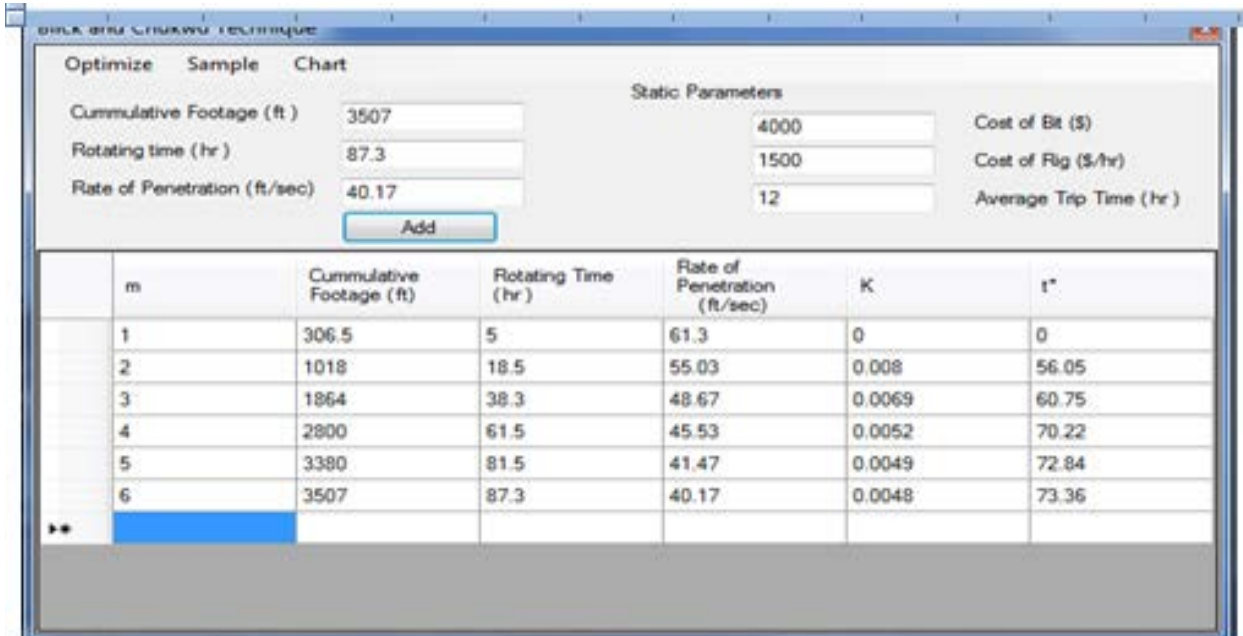 Blick and Chukwu Technique
Optimize Sample Chart
Static Parameters
Cummulative Footage (ft ) 3507 4000 Cost of Bit ($)
Rotating time ( hr ) 87.3 1500 Cost of Rig ($/hr)
Rate of Penetration (ft/sec) 40.17 12 Average Trip Time ( hr )
Add
m Cummulative Footage (ft) Rotating Time (hr ) Rate of Penetration (ft/sec) K t*
1 306.5 5 61.3 0 0
2 1018 18.5 55.03 0.008 56.05
3 1864 38.3 48.67 0.0069 60.75
4 2800 61.5 45.53 0.0052 70.22
5 3380 81.5 41.47 0.0049 72.84
6 3507 87.3 40.17 0.0048 73.36